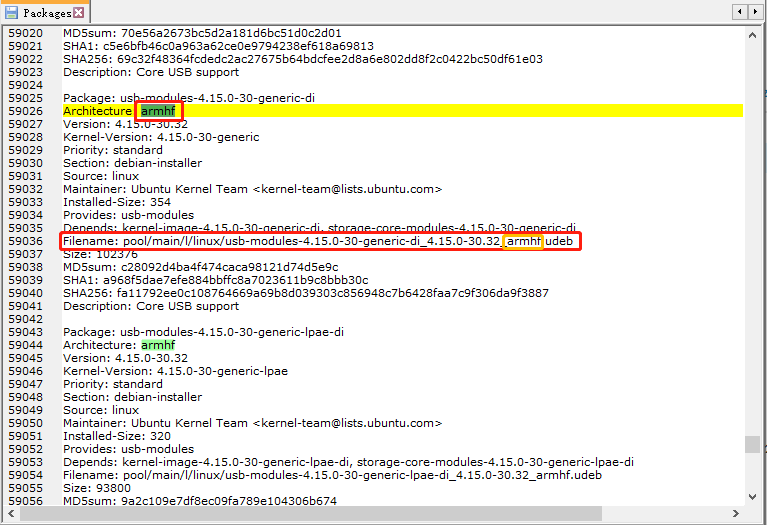 Packages
59020 MD5sum: 70e56a2673bc5d2a181d6bc51d0c2d01
59021 SHA1: c5e6bfb46c0a963a62ce0e9794238ef618a69813
59022 SHA256: 69c32f48364fcdedc2ac27675b64bdcfee2d8a6e802dd8f2c0422bc50df61e03
59023 Description: Core USB support
59024
59025 Package: usb-modules-4.15.0-30-generic-di
59026 Architecture: armhf
59027 Version: 4.15.0-30.32
59028 Kernel-Version: 4.15.0-30-generic
59029 Priority: standard
59030 Section: debian-installer
59031 Source: linux
59032 Maintainer: Ubuntu Kernel Team <kernel-team@lists.ubuntu.com>
59033 Installed-Size: 354
59034 Provides: usb-modules
59035 Depends: kernel-image-4.15.0-30-generic-di, storage-core-modules-4.15.0-30-generic-di
59036 Filename: pool/main/l/linux/usb-modules-4.15.0-30-generic-di_4.15.0-30.32_armhf.udeb
59037 Size: 102376
59038 MD5sum: c28092d4ba4f474caca98121d74d5e9c
59039 SHA1: a968f5dae7efe884bbffc8a7023611b9c8bbb30c
59040 SHA256: fa11792ee0c108764669a69b8d039303c856948c7b6428faa7c9f306da9f3887
59041 Description: Core USB support
59042
59043 Package: usb-modules-4.15.0-30-generic-lpae-di
59044 Architecture: armhf
59045 Version: 4.15.0-30.32
59046 Kernel-Version: 4.15.0-30-generic-lpae
59047 Priority: standard
59048 Section: debian-installer
59049 Source: linux
59050 Maintainer: Ubuntu Kernel Team <kernel-team@lists.ubuntu.com>
59051 Installed-Size: 320
59052 Provides: usb-modules
59053 Depends: kernel-image-4.15.0-30-generic-lpae-di, storage-core-modules-4.15.0-30-generic-lpae-di
59054 Filename: pool/main/l/linux/usb-modules-4.15.0-30-generic-lpae-di_4.15.0-30.32_armhf.udeb
59055 Size: 93800
59056 MD5sum: 9a2c109e7df8ec09fa789e104306b674